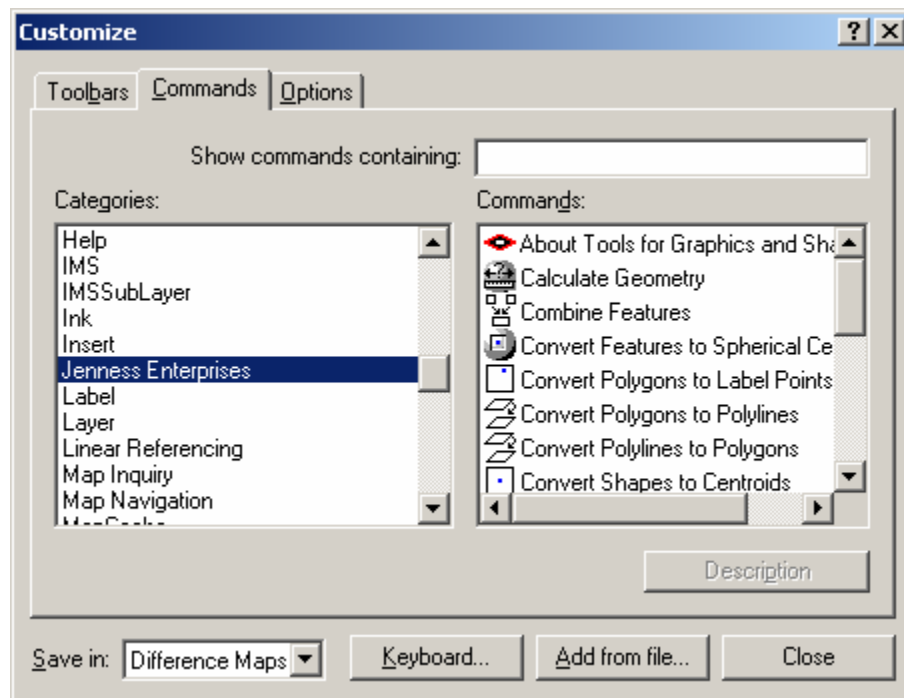 Customize
Toolbars Commands Options
Show commands containing:
Categories:
Help
IMS
IMSSubLayer
Ink
Insert
Jenness Enterprises
Label
Layer
Linear Referencing
Map Inquiry
Map Navigation
Commands:
About Tools for Graphics and Sha
Calculate Geometry
Combine Features
Convert Features to Spherical Ce
Convert Polygons to Label Points
Convert Polygons to Polylines
Convert Polylines to Polygons
Convert Shapes to Centroids
Description
Save in: Difference Maps Keyboard... Add from file... Close